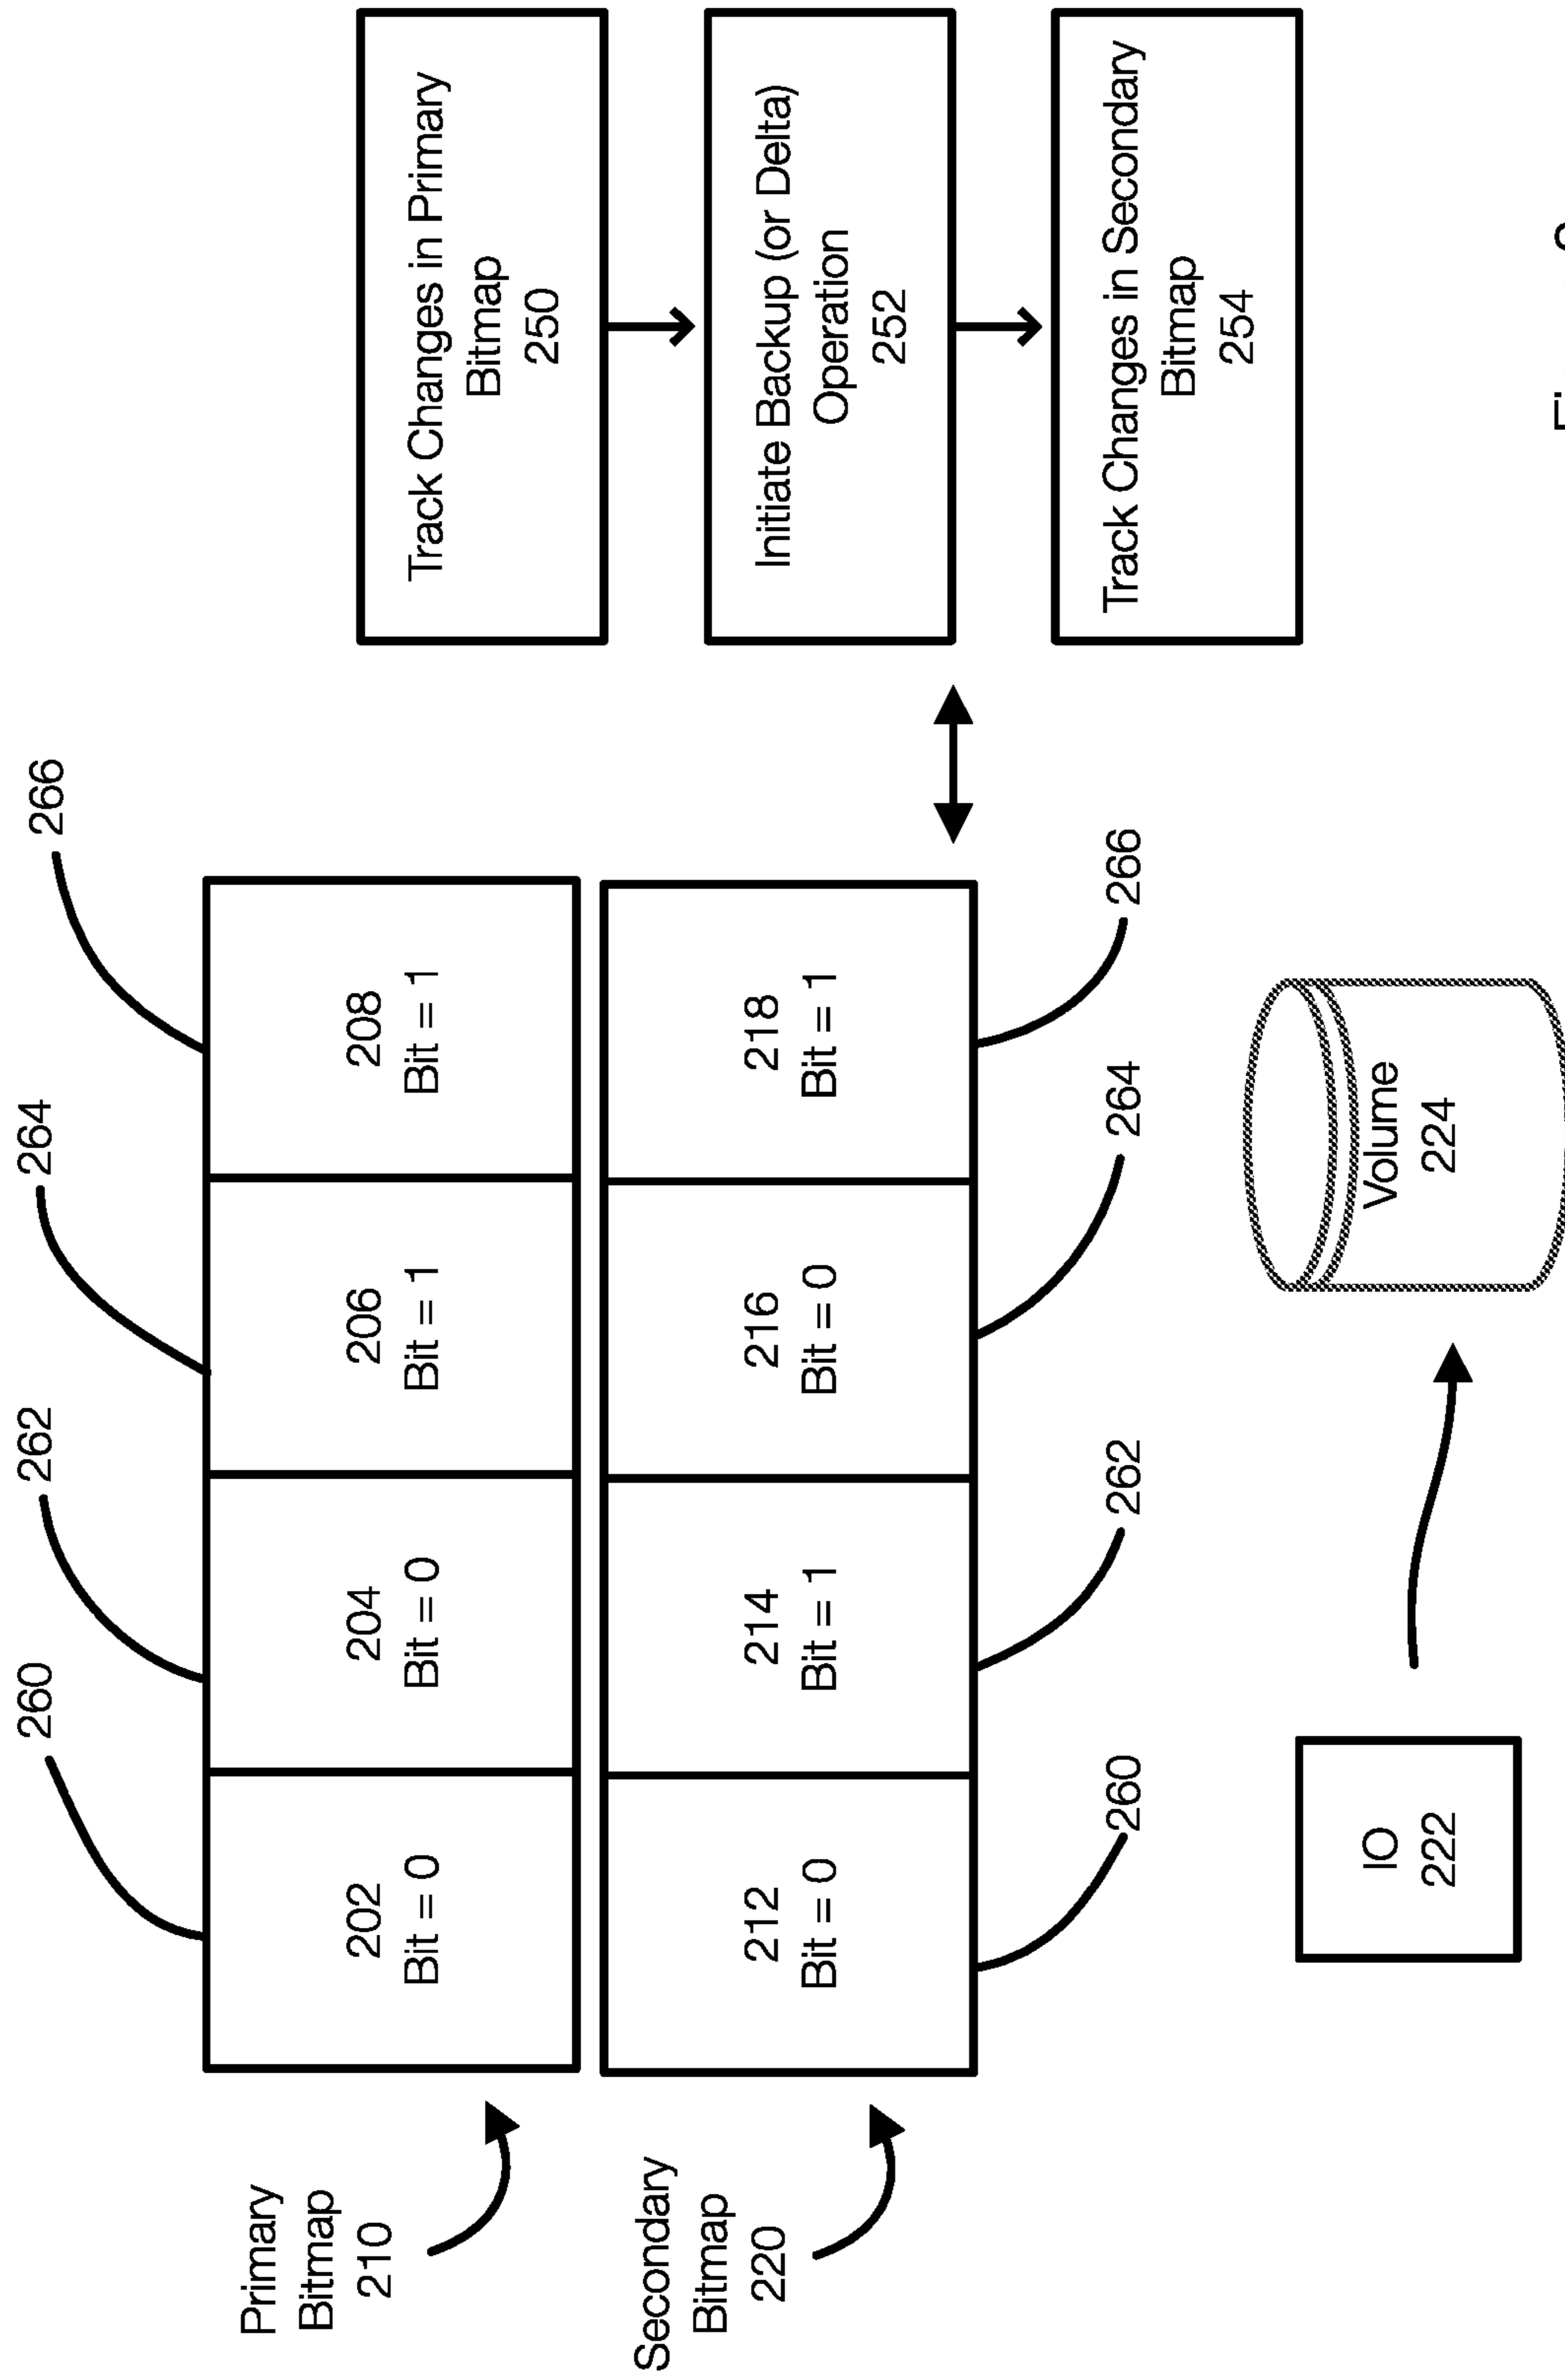 260
262
264
266
Primary
Bitmap
210
202
Bit = 0
204
Bit = 0
206
Bit = 1
208
Bit = 1
Secondary
Bitmap
220
212
Bit = 0
214
Bit = 1
216
Bit = 0
218
Bit = 1
260
262
264
266
IO
222
Volume
224
Track Changes in Primary
Bitmap
250
Initiate Backup (or Delta)
Operation
252
Track Changes in Secondary
Bitmap
254